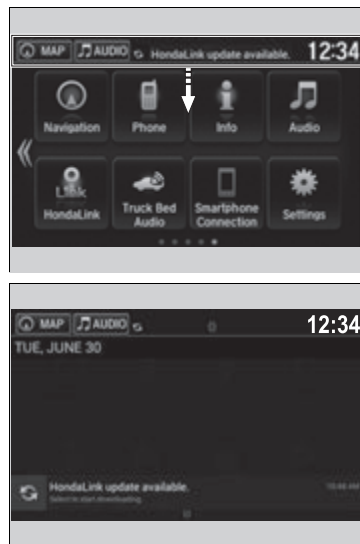 MAP AUDIO HondaLink update available. 12:34
Navigation Phone Info Audio
Link
HondaLink Truck Bed Audio Smartphone Connection Settings
MAP AUDIO 12:34
TUE, JUNE 30
HondaLink update available.
Select to start downloading.